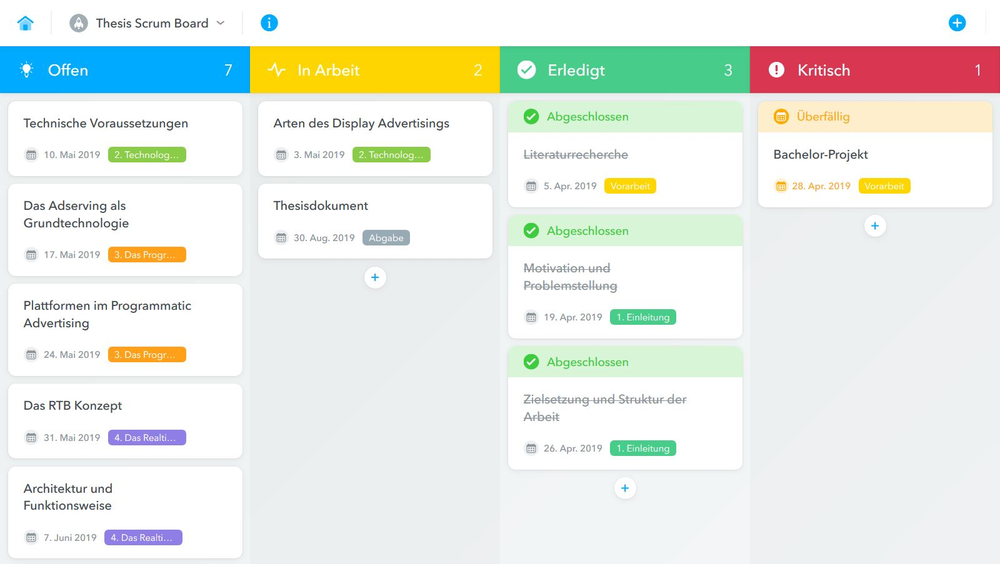 Thesis Scrum Board
Offen 7
Technische Voraussetzungen
10. Mai 2019 2. Technolog...
Das Adserving als
Grundtechnologie
17. Mai 2019 3. Das Progr...
Plattformen im Programmatic
Advertising
24. Mai 2019 3. Das Progr...
Das RTB Konzept
31. Mai 2019 4. Das Realti...
Architektur und
Funktionsweise
7. Juni 2019 4. Das Realti...
In Arbeit 2
Arten des Display Advertisings
3. Mai 2019 2. Technolog...
Thesisdokument
30. Aug. 2019 Abgabe
Erledigt 3
Abgeschlossen
Literaturrecherche
5. Apr. 2019 Vorarbeit
Abgeschlossen
Motivation und
Problemstellung
19. Apr. 2019 1. Einleitung
Abgeschlossen
Zielsetzung und Struktur der
Arbeit
26. Apr. 2019 1. Einleitung
Kritisch 1
Überfällig
Bachelor-Projekt
28. Apr. 2019 Vorarbeit